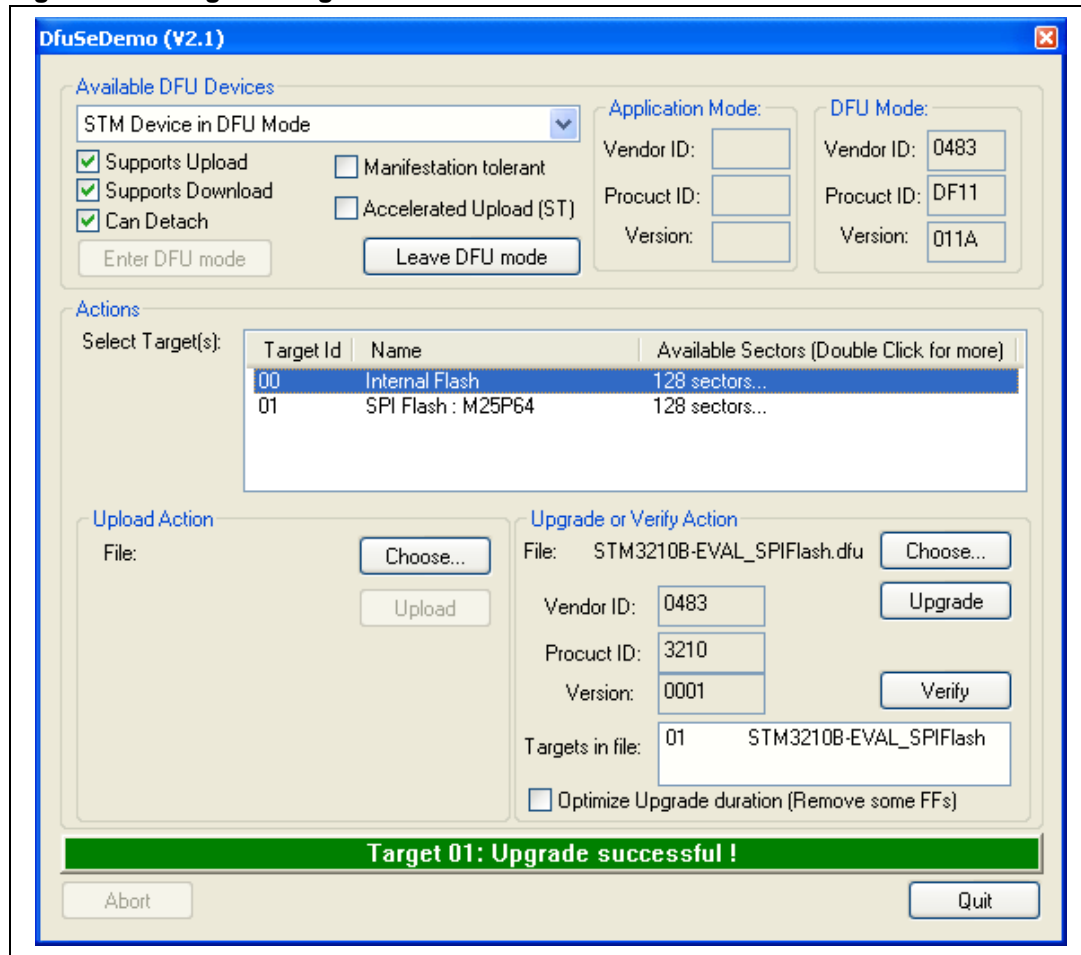 DfuSeDemo (V2.1)
Available DFU Devices
STM Device in DFU Mode
Supports Upload
Supports Download
Can Detach
Manifestation tolerant
Accelerated Upload (ST)
Enter DFU mode
Leave DFU mode
Application Mode:
Vendor ID:
Procuct ID:
Version:
DFU Mode:
Vendor ID: 0483
Procuct ID: DF11
Version: 011A
Actions
Select Target(s):
Target Id Name Available Sectors (Double Click for more)
00 Internal Flash 128 sectors...
01 SPI Flash : M25P64 128 sectors...
Upload Action
File:
Choose...
Upload
Upgrade or Verify Action
File: STM3210B-EVAL_SPIFlash.dfu Choose...
Vendor ID: 0483 Upgrade
Procuct ID: 3210
Version: 0001 Verify
Targets in file: 01 STM3210B-EVAL_SPIFlash
Optimize Upgrade duration (Remove some FFs)
Target 01: Upgrade successful !
Abort Quit